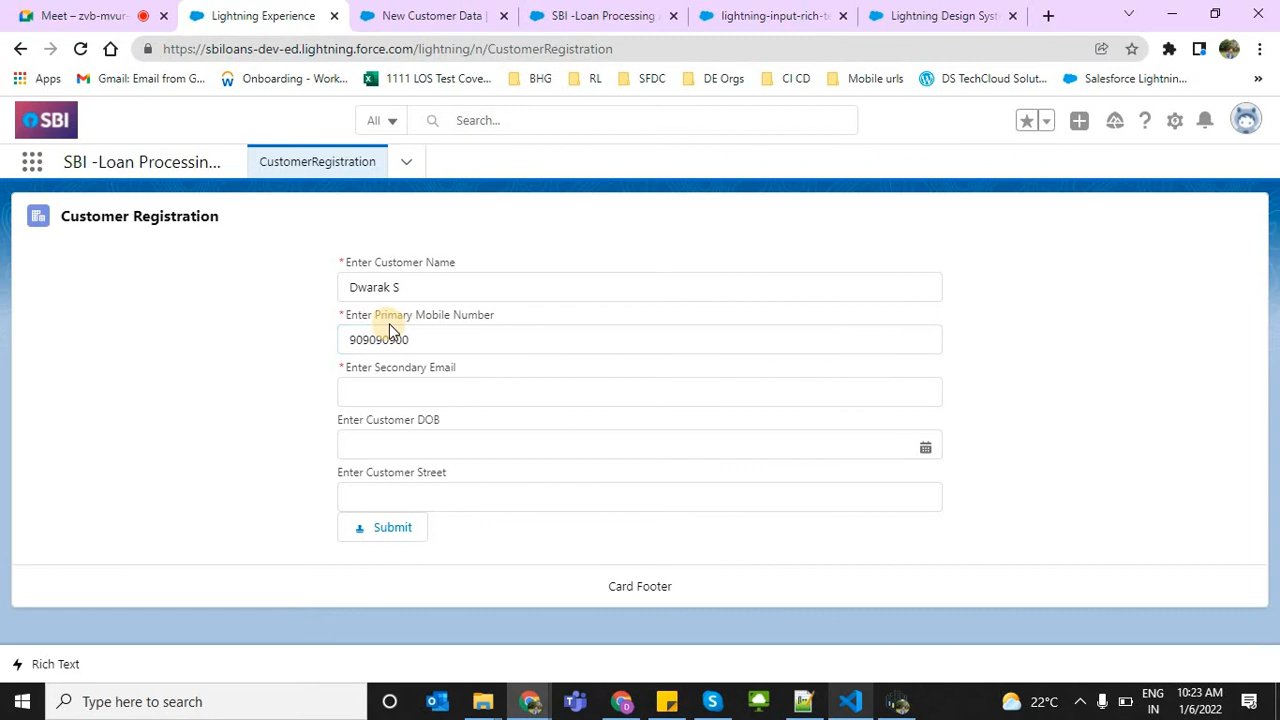 Meet – zvb-mvur-
Lightning Experience
New Customer Data |
SBI -Loan Processing
lightning-input-rich-t
Lightning Design Syst
https://sbiloans-dev-ed.lightning.force.com/lightning/n/CustomerRegistration
Apps
Gmail: Email from G...
Onboarding - Work...
1111 LOS Test Cove...
BHG
RL
SFDC
DE Orgs
CI CD
Mobile urls
DS TechCloud Solut...
Salesforce Lightnin...
»
SBI
All
Search...
SBI -Loan Processin...
CustomerRegistration
Customer Registration
*Enter Customer Name
Dwarak S
*Enter Primary Mobile Number
909090900
*Enter Secondary Email
Enter Customer DOB
Enter Customer Street
Submit
Card Footer
Rich Text
Type here to search
22°C
ENG
IN
10:23 AM
1/6/2022